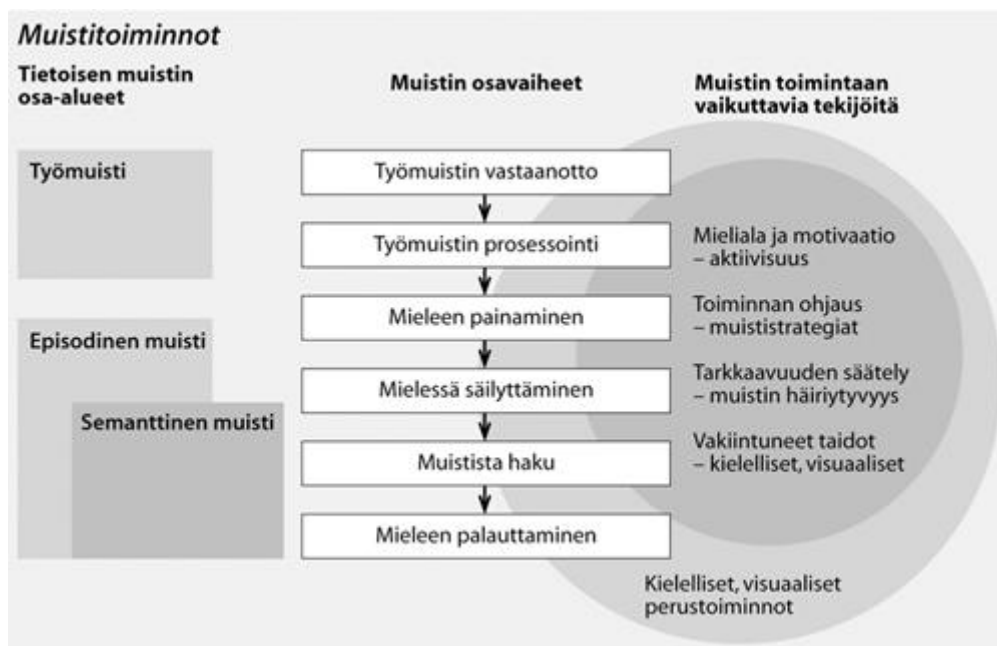 Muistitoiminnot
Tietoisen muistin
osa-alueet
Työmuisti
Episodinen muisti
Semanttinen muisti
Muistin osavaiheet
Työmuistin vastaanotto
Työmuistin prosessointi
Mieleen painaminen
Mielessä säilyttäminen
Muistista haku
Mieleen palauttaminen
Muistin toimintaan
vaikuttavia tekijöitä
Mieliala ja motivaatio
– aktiivisuus
Toiminnan ohjaus
– muististrategiat
Tarkkaavuuden säätely
– muistin häiriytyvyys
Vakiintuneet taidot
– kielelliset, visuaaliset
Kielelliset, visuaaliset
perustoiminnot